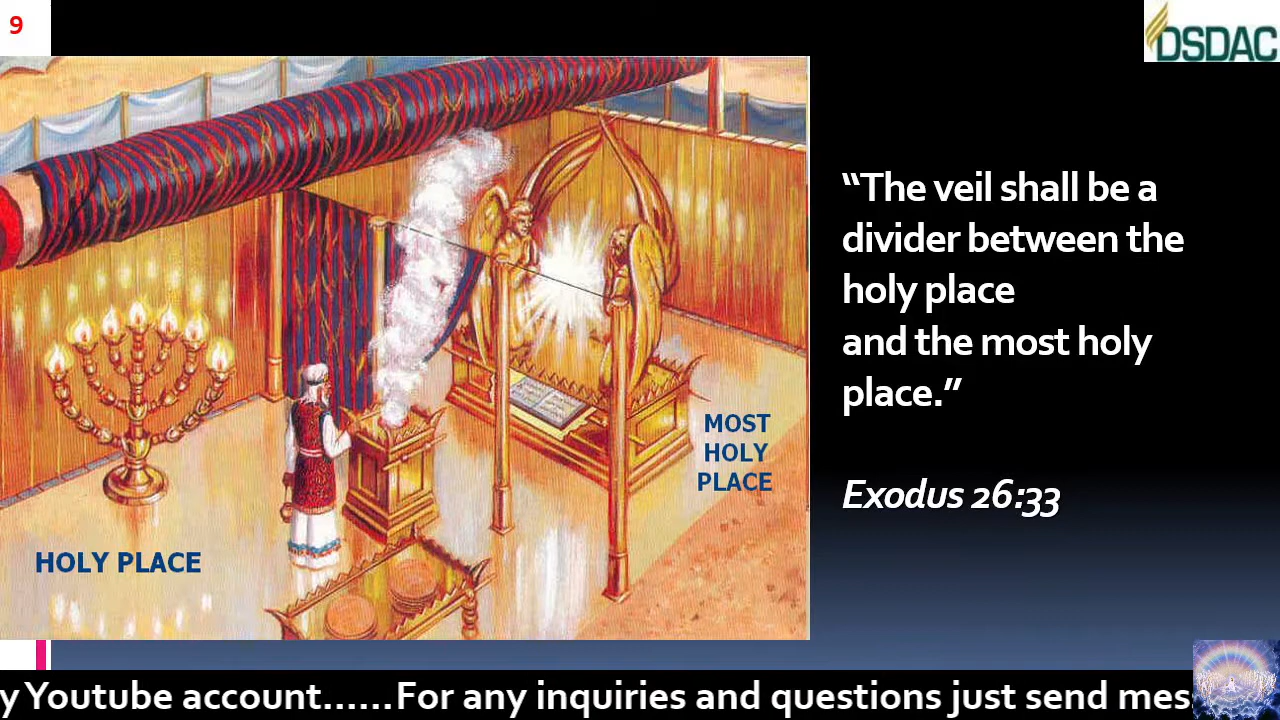 9
DSDAC
“The veil shall be a
divider between the
holy place
and the most holy
place.”
Exodus 26:33
MOST
HOLY
PLACE
HOLY PLACE
y Youtube account......For any inquiries and questions just send mes